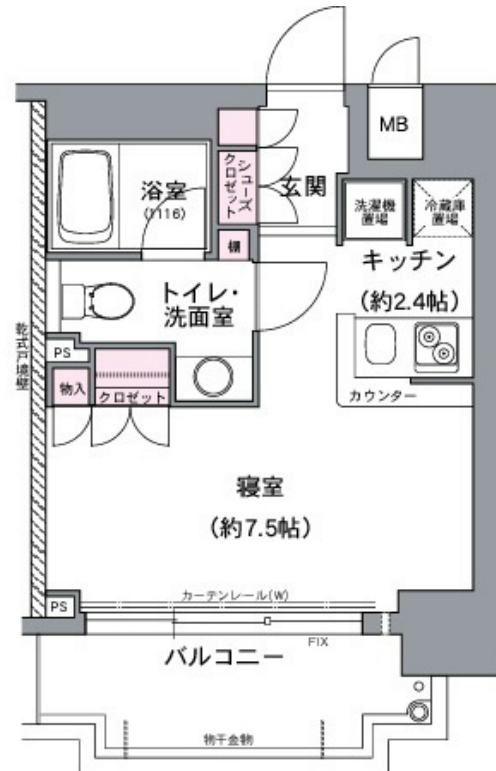 MB
シューズ
クロゼット
玄関
浴室
(1116)
洗濯機
置場
冷蔵庫
置場
棚
キッチン
(約2.4帖)
トイレ・
洗面室
乾式戸境壁
PS
物入
クロゼット
カウンター
寝室
(約7.5帖)
PS
カーテンレール(W)
FIX
バルコニー
物干金物